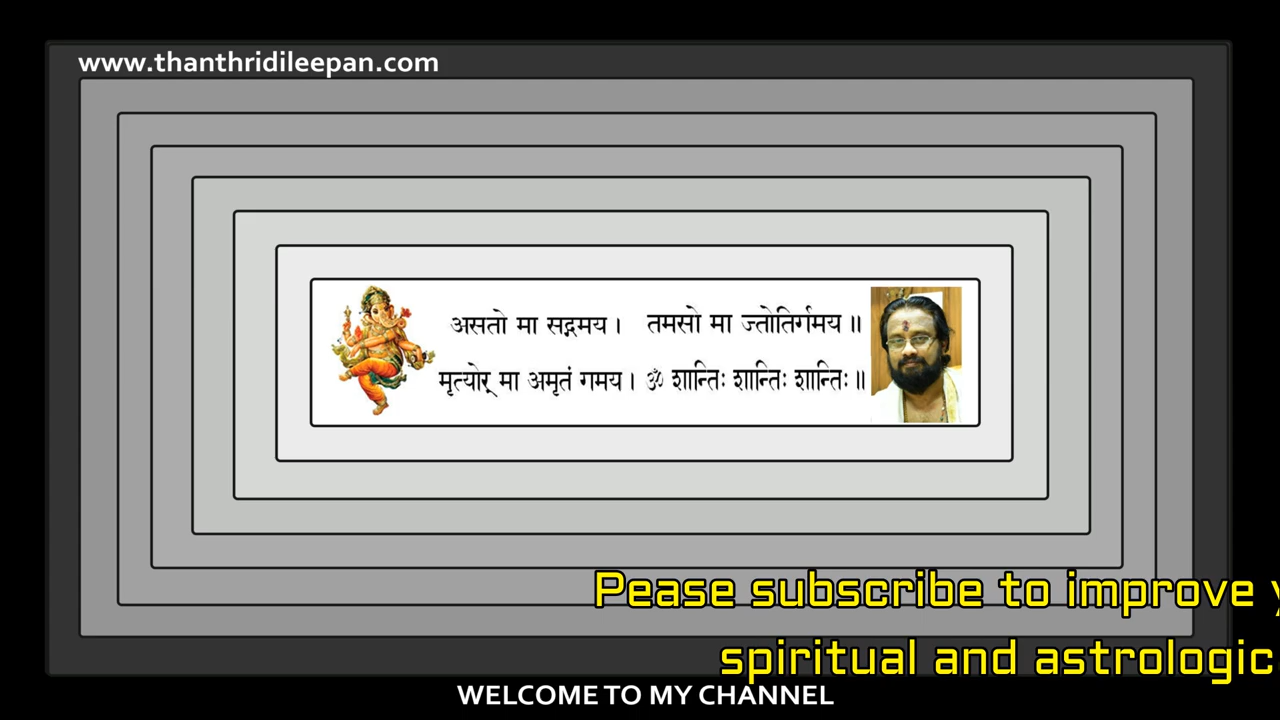 www.thanthridileepan.com
असतो मा सद्गमय। तमसो मा ज्तोतिर्गमय॥
मृत्योर् मा अमृतं गमय। ॐ शान्तिः शान्तिः शान्तिः॥
Pease subscribe to improve
spiritual and astrologic
WELCOME TO MY CHANNEL